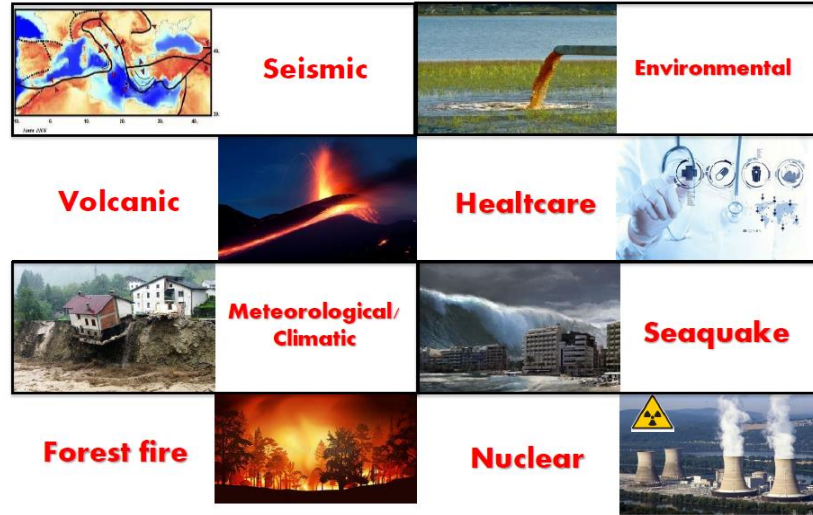 Seismic
Environmental
Volcanic
Healtcare
Meteorological/
Climatic
Seaquake
Forest fire
Nuclear